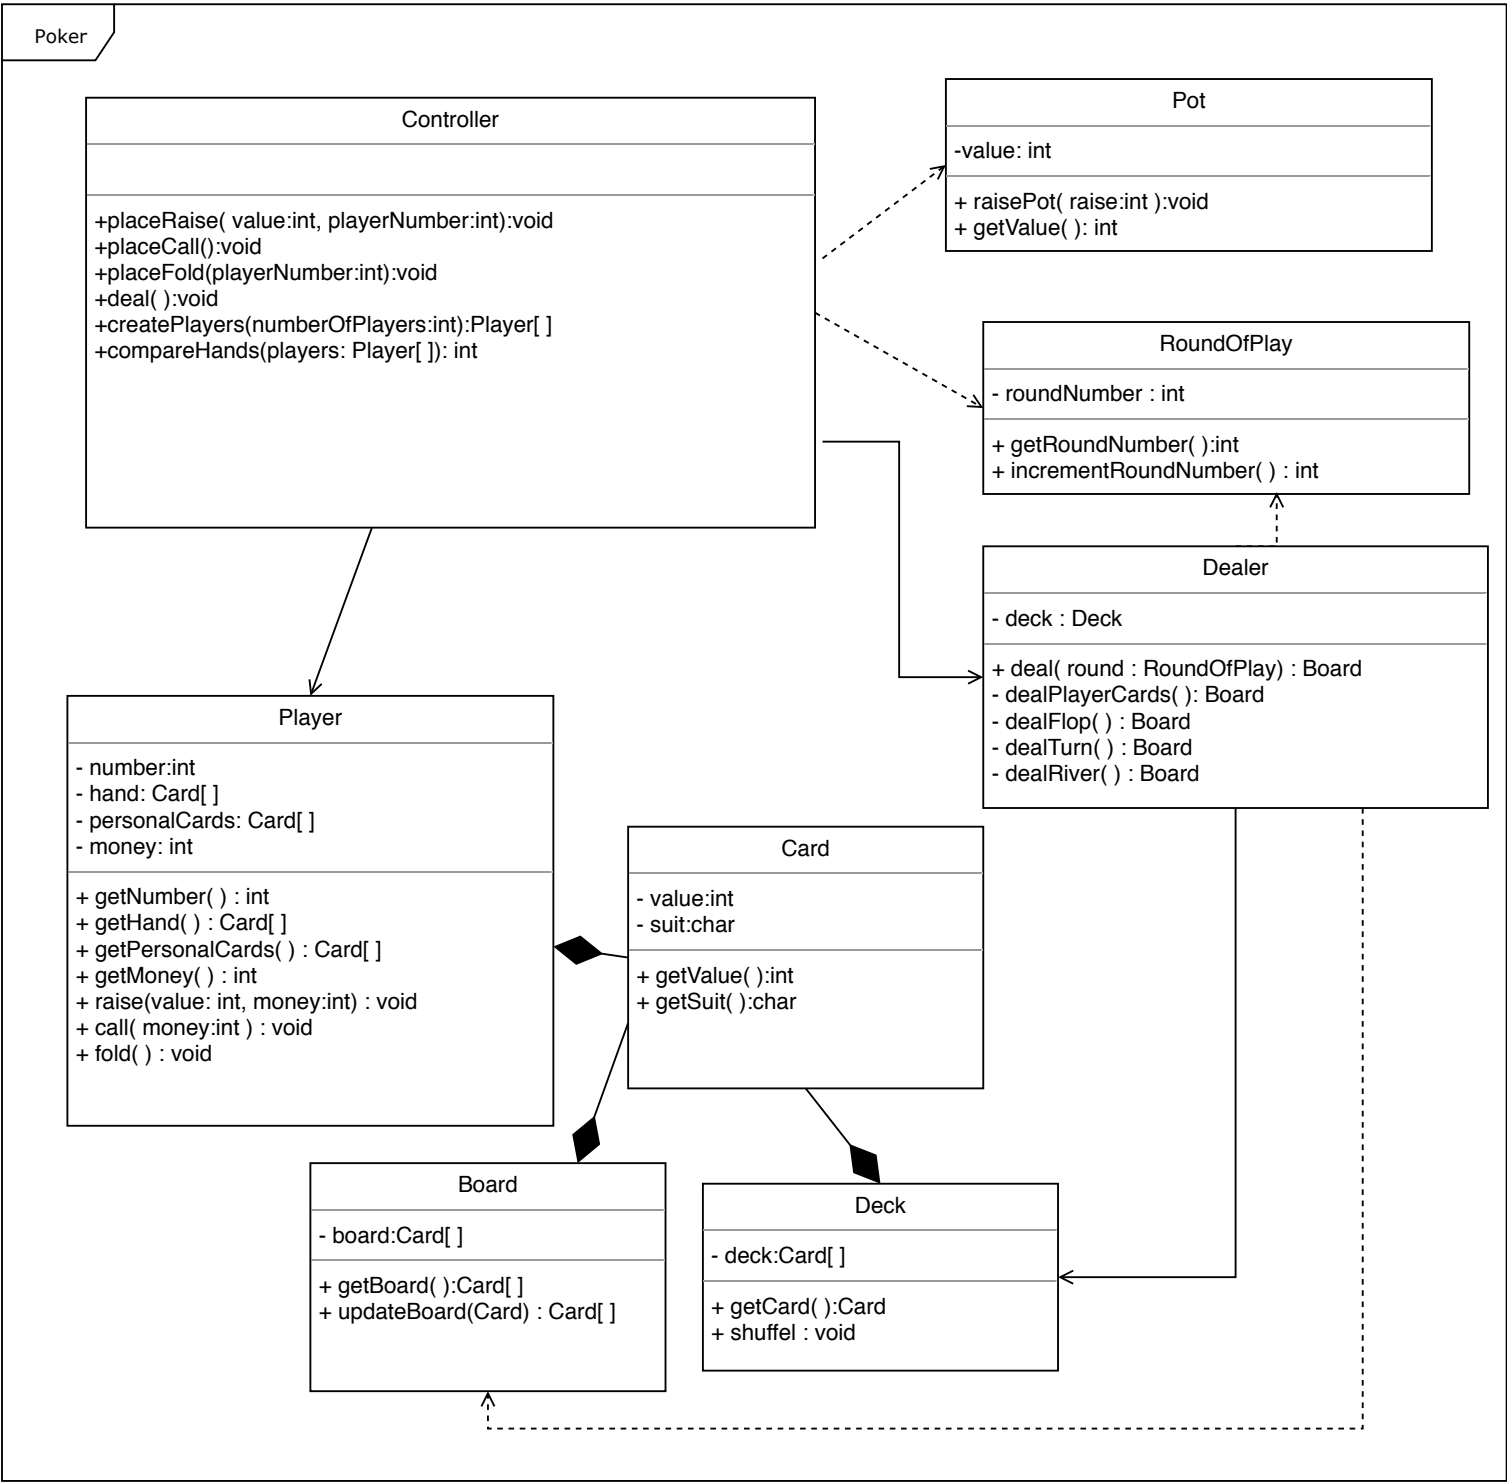 Poker
Controller
+placeRaise( value:int, playerNumber:int):void
+placeCall():void
+placeFold(playerNumber:int):void
+deal( ):void
+createPlayers(numberOfPlayers:int):Player[ ]
+compareHands(players: Player[ ]): int
Pot
-value: int
+ raisePot( raise:int ):void
+ getValue( ): int
RoundOfPlay
- roundNumber : int
+ getRoundNumber( ):int
+ incrementRoundNumber( ) : int
Dealer
- deck : Deck
+ deal( round : RoundOfPlay) : Board
- dealPlayerCards( ): Board
- dealFlop( ) : Board
- dealTurn( ) : Board
- dealRiver( ) : Board
Player
- number:int
- hand: Card[ ]
- personalCards: Card[ ]
- money: int
+ getNumber( ) : int
+ getHand( ) : Card[ ]
+ getPersonalCards( ) : Card[ ]
+ getMoney( ) : int
+ raise(value: int, money:int) : void
+ call( money:int ) : void
+ fold( ) : void
Card
- value:int
- suit:char
+ getValue( ):int
+ getSuit( ):char
Board
- board:Card[ ]
+ getBoard( ):Card[ ]
+ updateBoard(Card) : Card[ ]
Deck
- deck:Card[ ]
+ getCard( ):Card
+ shuffel : void